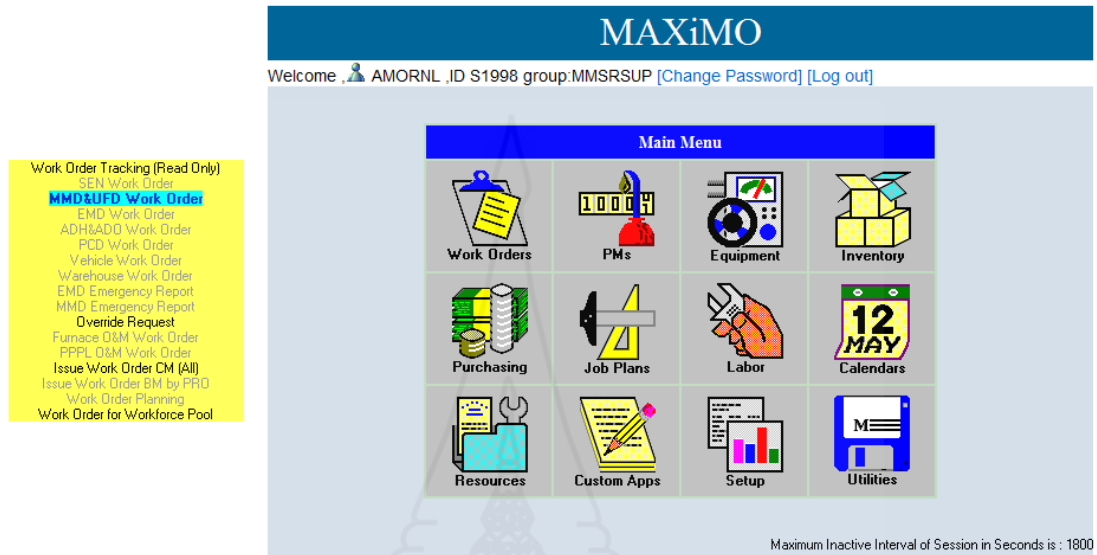 MAXiMO
Welcome , AMORNL ,ID S1998 group:MMSRSUP [Change Password] [Log out]
Work Order Tracking (Read Only)
SEN Work Order
MMD&UFD Work Order
EMD Work Order
ADH&ADO Work Order
PCD Work Order
Vehicle Work Order
Warehouse Work Order
EMD Emergency Report
MMD Emergency Report
Override Request
Furnace O&M Work Order
PPPL O&M Work Order
Issue Work Order CM (All)
Issue Work Order BM by PRO
Work Order Planning
Work Order for Workforce Pool
Main Menu
Work Orders
PMs
Equipment
Inventory
Purchasing
Job Plans
Labor
12
MAY
Calendars
Resources
Custom Apps
Setup
M
Utilities
Maximum Inactive Interval of Session in Seconds is : 1800